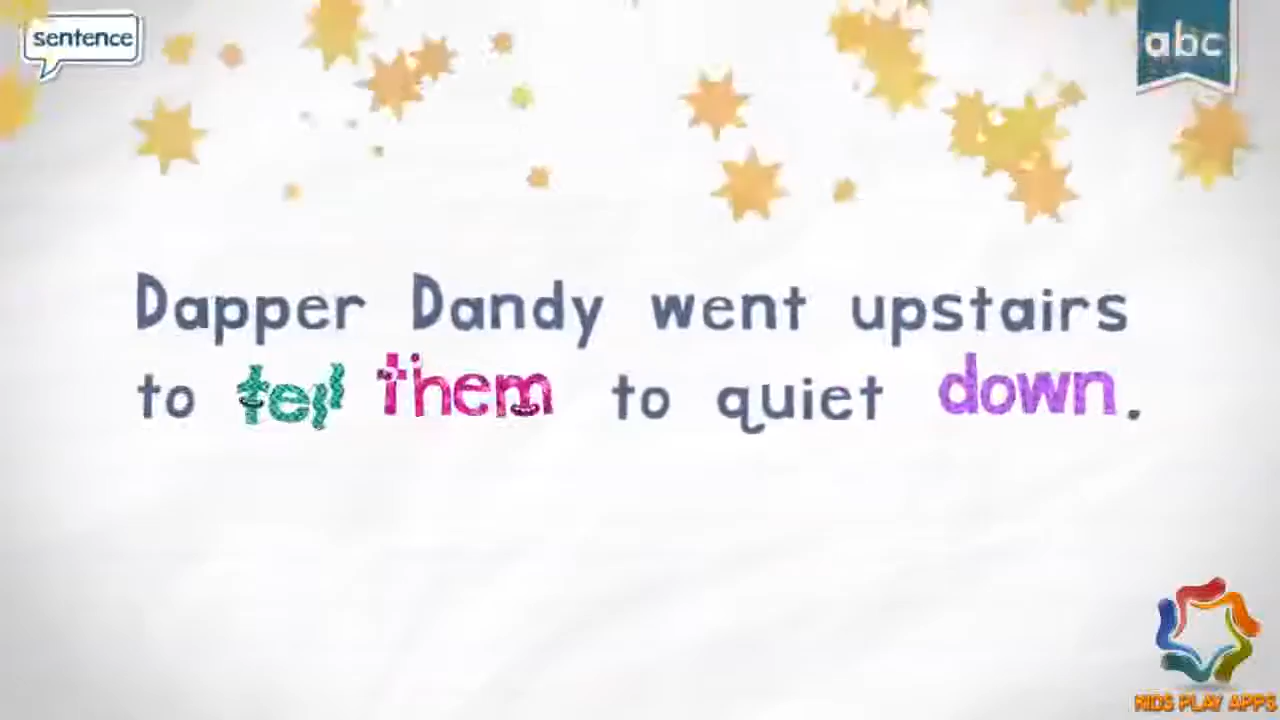 sentence
abc
Dapper Dandy went upstairs
to tell them to quiet down.
KIDS PLAY APPS